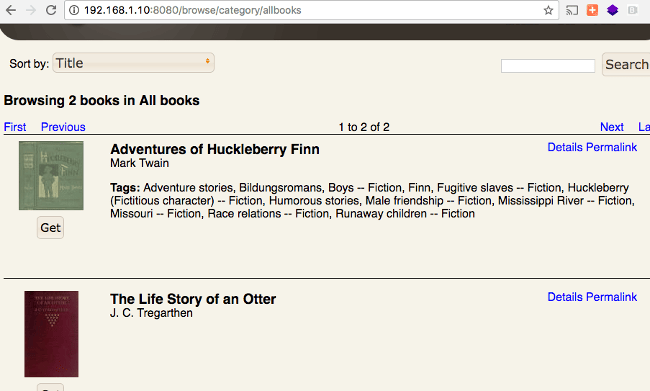 192.168.1.10:8080/browse/category/allbooks
Sort by: Title Search
Browsing 2 books in All books
First Previous 1 to 2 of 2 Next
Adventures of Huckleberry Finn Details Permalink
Mark Twain
Tags: Adventure stories, Bildungsromans, Boys -- Fiction, Finn, Fugitive slaves -- Fiction, Huckleberry
(Fictitious character) -- Fiction, Humorous stories, Male friendship -- Fiction, Mississippi River -- Fiction,
Missouri -- Fiction, Race relations -- Fiction, Runaway children -- Fiction
Get
The Life Story of an Otter Details Permalink
J. C. Tregarthen